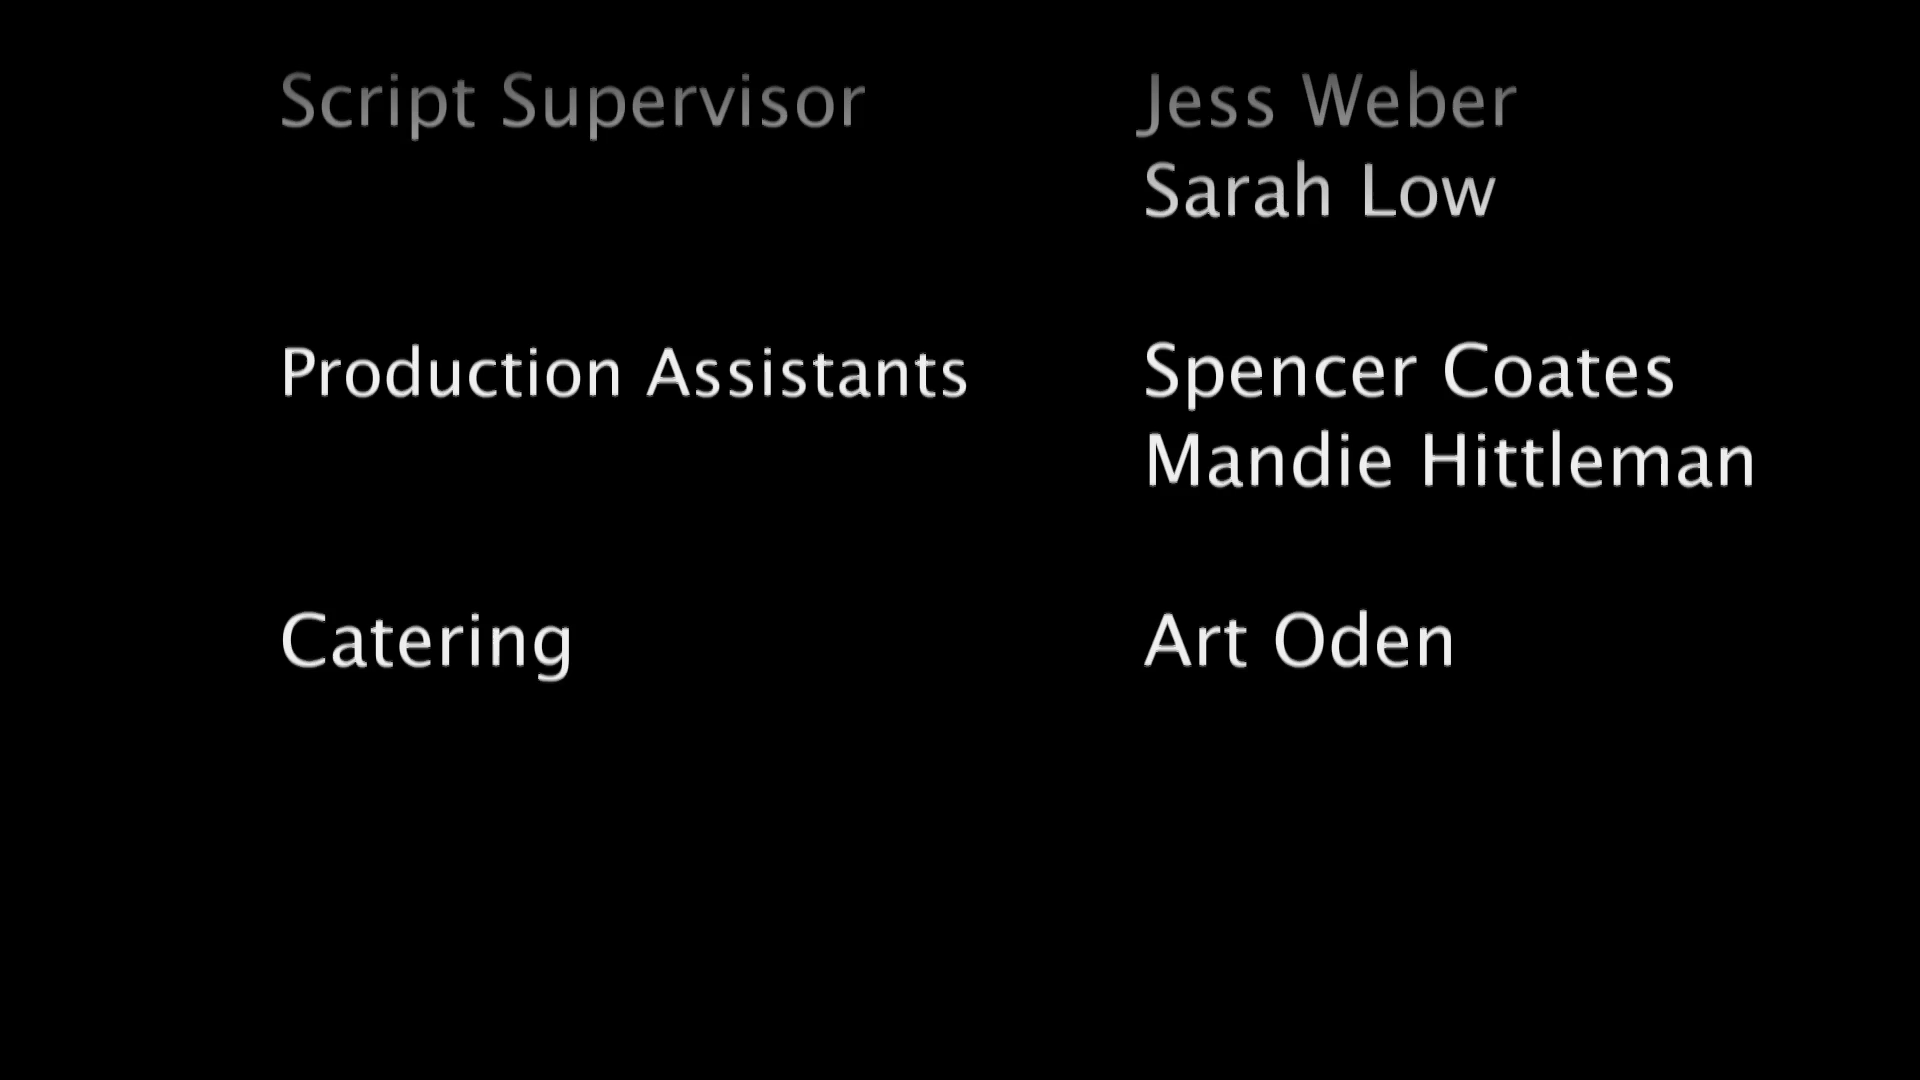 Script Supervisor Jess Weber
Sarah Low
Production Assistants Spencer Coates
Mandie Hittleman
Catering Art Oden